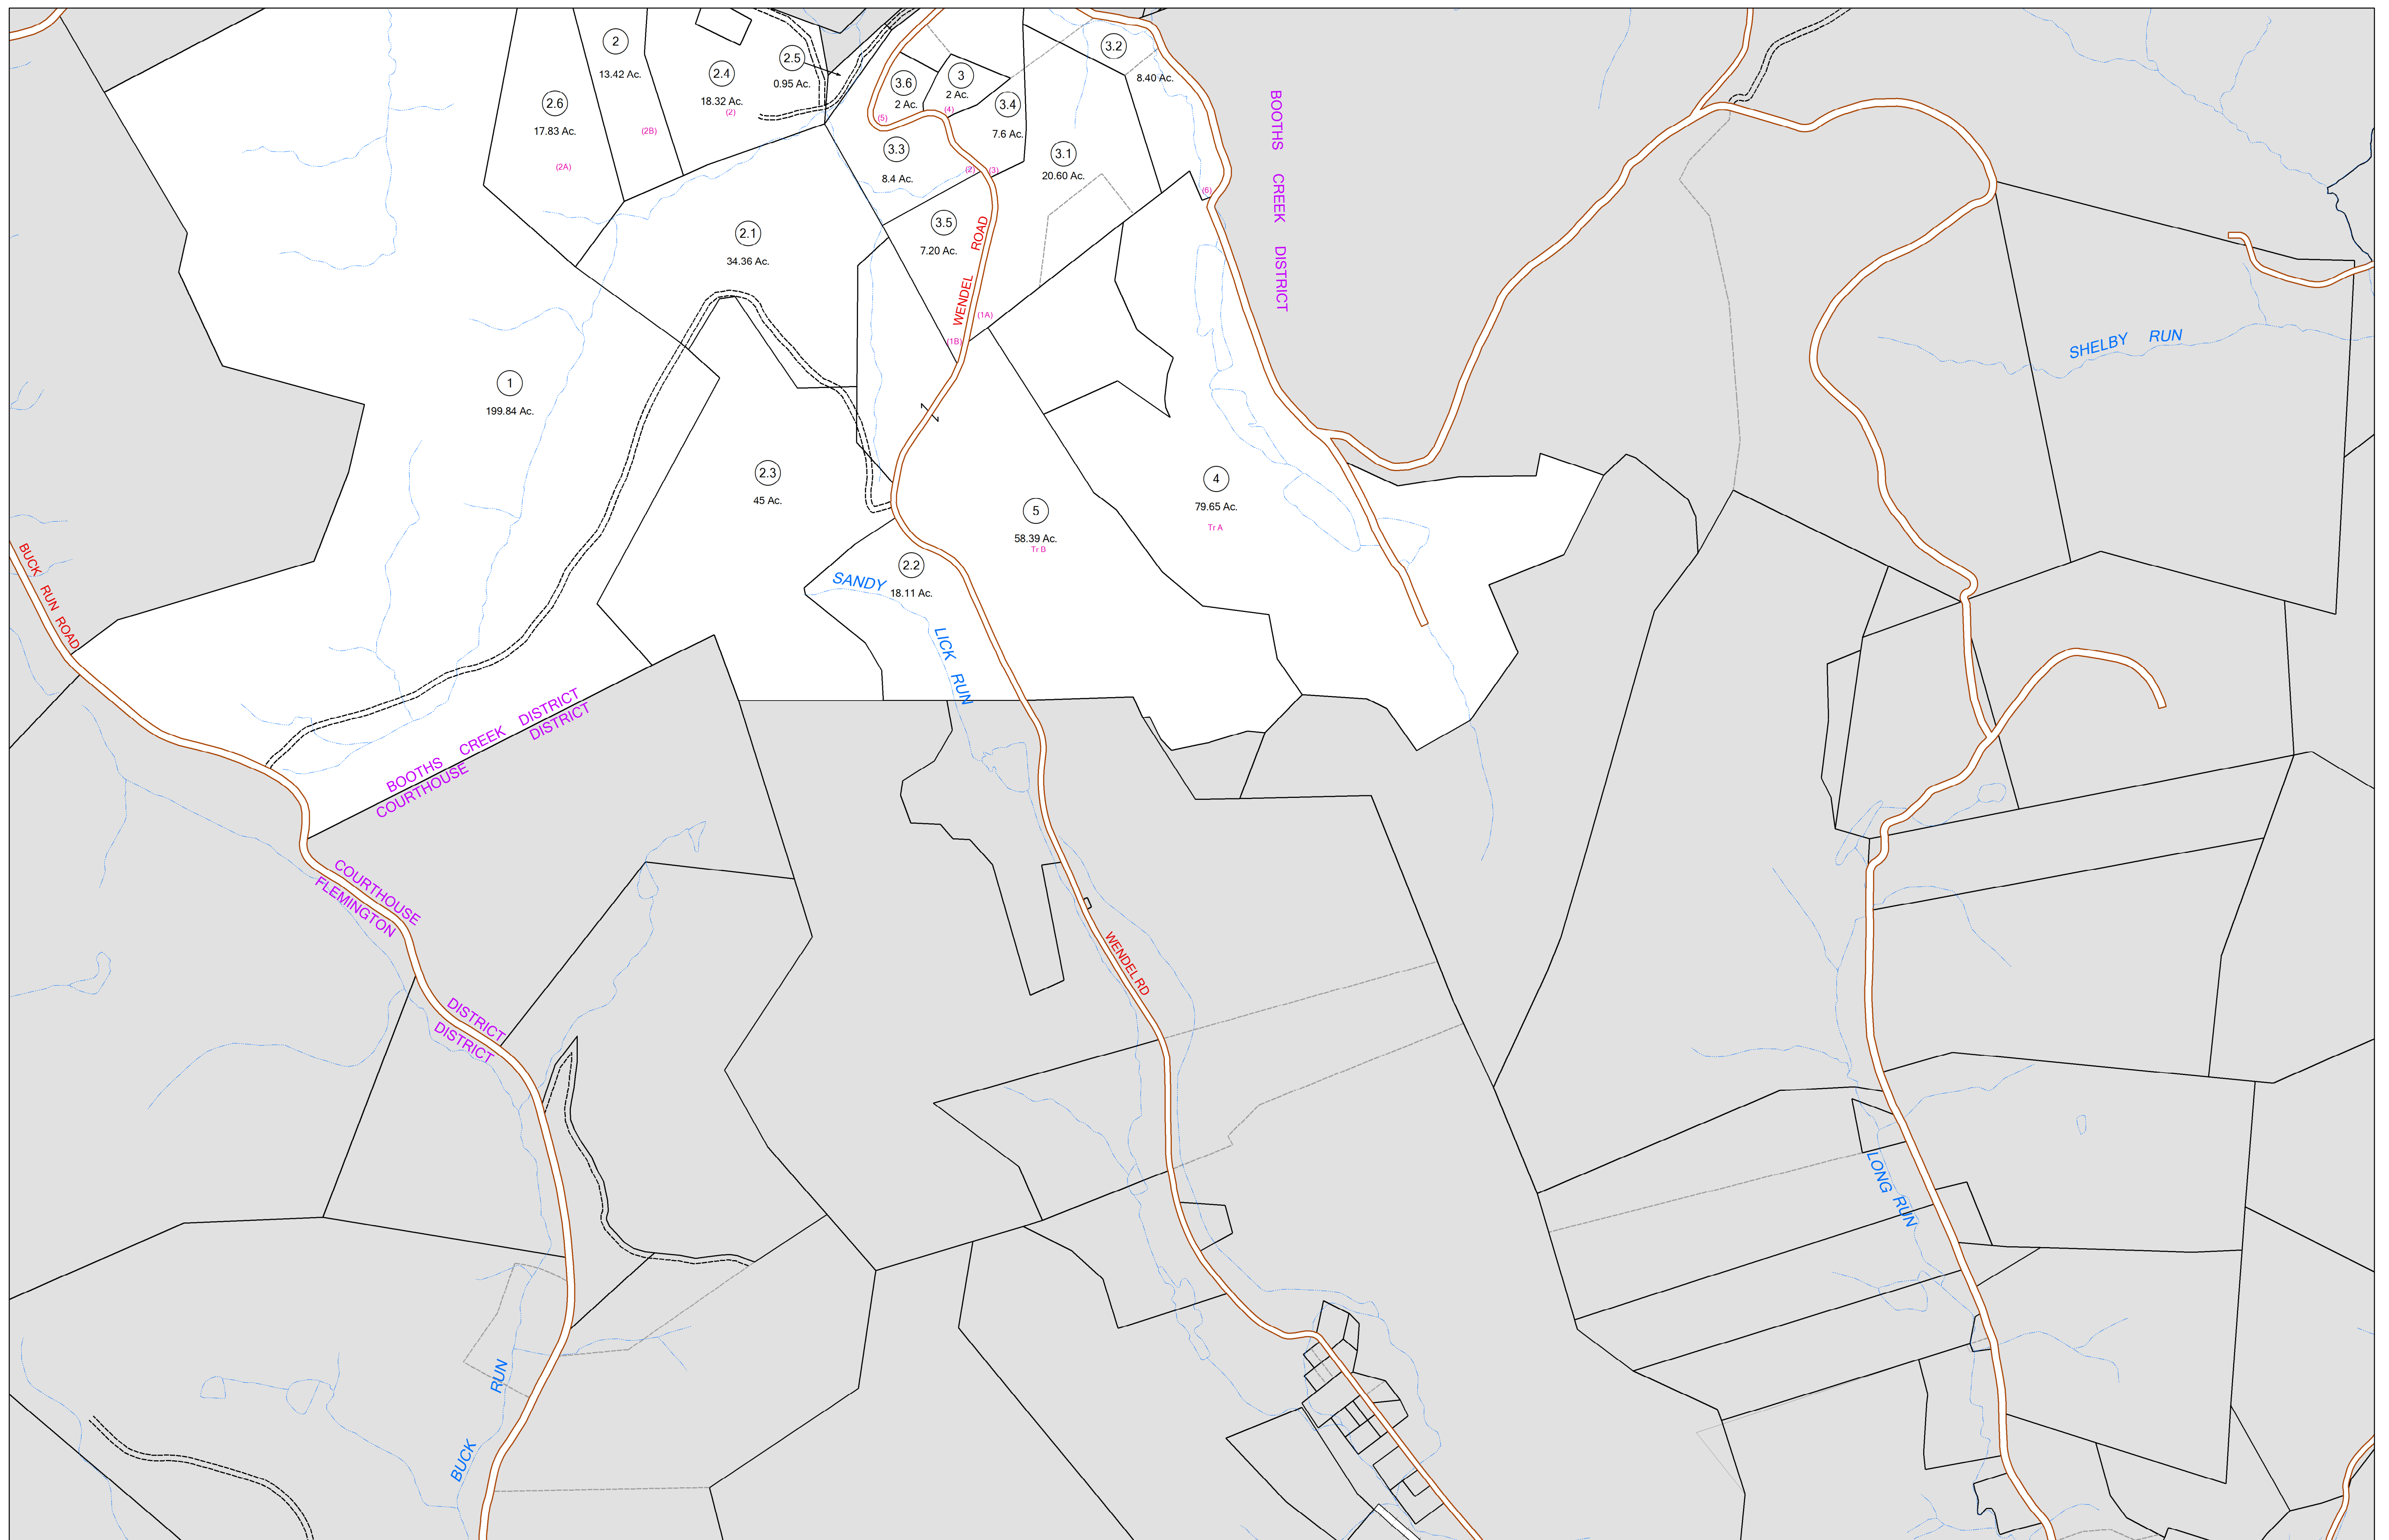 2
13.42 Ac.
(2B)
2.4
18.32 Ac.
(2)
2.5
0.95 Ac.
2.6
17.83 Ac.
(2A)
3.6
2 Ac.
(5)
3
2 Ac.
(4)
3.4
7.6 Ac.
3.2
8.40 Ac.
3.3
8.4 Ac.
(2)
(3)
3.1
20.60 Ac.
(6)
BOOTHS CREEK DISTRICT
2.1
34.36 Ac.
3.5
7.20 Ac.
WENDEL ROAD
(1A)
(1B)
SHELBY RUN
1
199.84 Ac.
2.3
45 Ac.
4
79.65 Ac.
Tr A
5
58.39 Ac.
Tr B
2.2
18.11 Ac.
SANDY
LICK RUN
BUCK RUN ROAD
BOOTHS CREEK DISTRICT
COURTHOUSE DISTRICT
COURTHOUSE
FLEMINGTON
DISTRICT
DISTRICT
WENDEL RD
LONG RUN
BUCK RUN